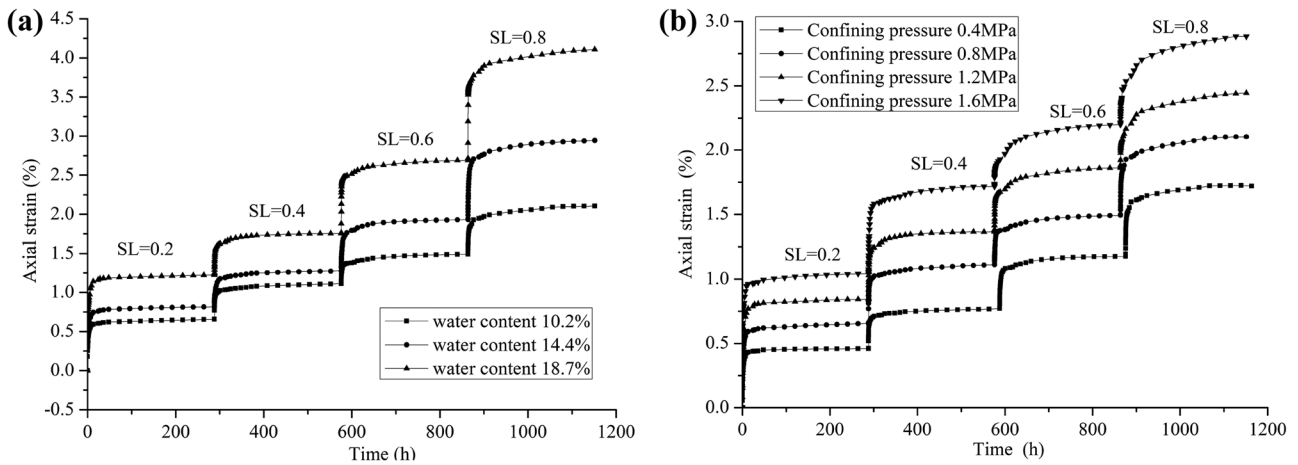 (a)
4.5
4.0
3.5
3.0
2.5
2.0
1.5
1.0
0.5
0.0
-0.5
Axial strain (%)
SL=0.2
SL=0.4
SL=0.6
SL=0.8
water content 10.2%
water content 14.4%
water content 18.7%
0 200 400 600 800 1000 1200
Time (h)
(b)
3.0
2.5
2.0
1.5
1.0
0.5
0.0
Axial strain (%)
Confining pressure 0.4MPa
Confining pressure 0.8MPa
Confining pressure 1.2MPa
Confining pressure 1.6MPa
SL=0.2
SL=0.4
SL=0.6
SL=0.8
0 200 400 600 800 1000 1200
Time (h)